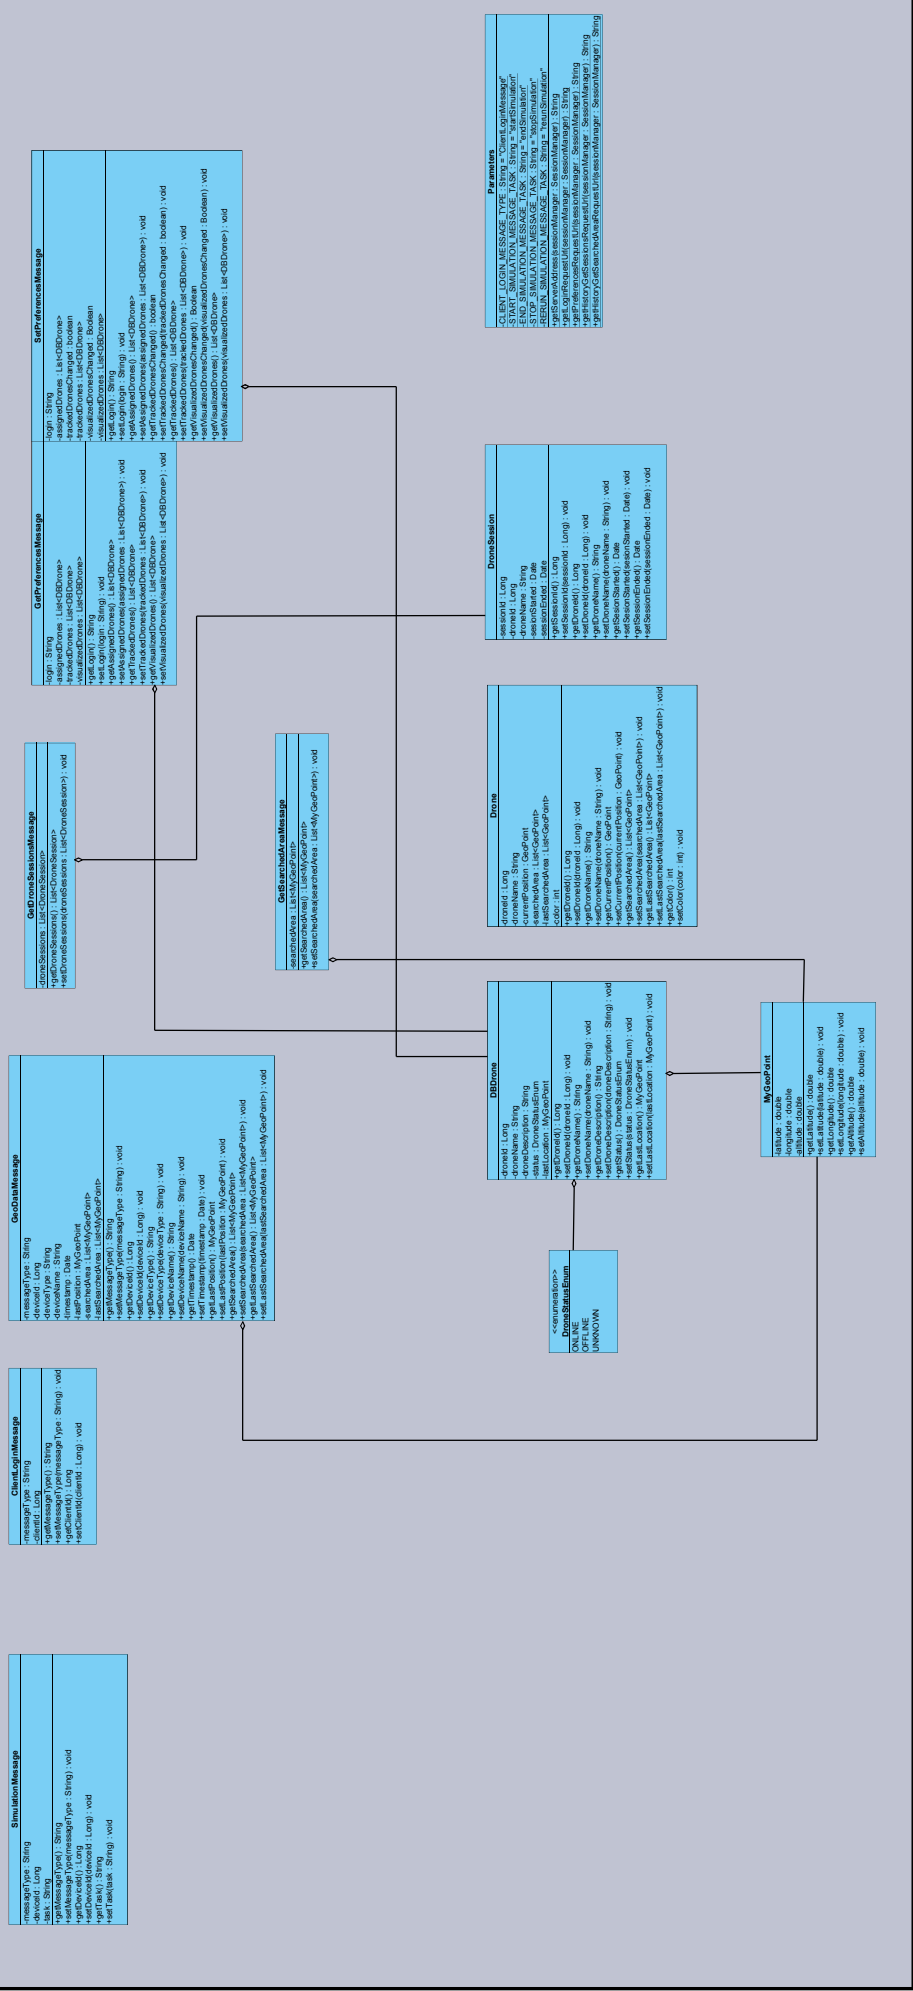 SimulationMessage
-messageType : String
-deviceId : Long
-task : String
+getMessageType() : String
+setMessageType(messageType : String) : void
+getDeviceId() : Long
+setDeviceId(deviceId : Long) : void
+getTask() : String
+setTask(task : String) : void
ClientLoginMessage
-messageType : String
-clientId : Long
+getMessageType() : String
+setMessageType(messageType : String) : void
+getClientId() : Long
+setClientId(clientId : Long) : void
GeoDataMessage
-messageType : String
-deviceId : Long
-deviceType : String
-deviceName : String
-timestamp : Date
-lastPosition : MyGeoPoint
-searchedArea : List<MyGeoPoint>
-lastSearchedArea : List<MyGeoPoint>
+getMessageType() : String
+setMessageType(messageType : String) : void
+getDeviceId() : Long
+setDeviceId(deviceId : Long) : void
+getDeviceType() : String
+setDeviceType(deviceType : String) : void
+getDeviceName() : String
+setDeviceName(deviceName : String) : void
+getTimestamp() : Date
+setTimestamp(timestamp : Date) : void
+getLastPosition() : MyGeoPoint
+setLastPosition(lastPosition : MyGeoPoint) : void
+getSearchedArea() : List<MyGeoPoint>
+setSearchedArea(searchedArea : List<MyGeoPoint>) : void
+getLastSearchedArea() : List<MyGeoPoint>
+setLastSearchedArea(lastSearchedArea : List<MyGeoPoint>) : void
GetDroneSessionsMessage
-droneSessions : List<DroneSession>
+getDroneSessions() : List<DroneSession>
+setDroneSessions(droneSessions : List<DroneSession>) : void
GetPreferencesMessage
-login : String
-assignedDrones : List<DBDrone>
-trackedDrones : List<DBDrone>
-visualizedDrones : List<DBDrone>
+getLogin() : String
+setLogin(login : String) : void
+getAssignedDrones() : List<DBDrone>
+setAssignedDrones(assignedDrones : List<DBDrone>) : void
+getTrackedDrones() : List<DBDrone>
+setTrackedDrones(trackedDrones : List<DBDrone>) : void
+getVisualizedDrones() : List<DBDrone>
+setVisualizedDrones(visualizedDrones : List<DBDrone>) : void
SetPreferencesMessage
-login : String
-assignedDrones : List<DBDrone>
-trackedDronesChanged : boolean
-trackedDrones : List<DBDrone>
-visualizedDronesChanged : Boolean
-visualizedDrones : List<DBDrone>
+getLogin() : String
+setLogin(login : String) : void
+getAssignedDrones() : List<DBDrone>
+setAssignedDrones(assignedDrones : List<DBDrone>) : void
+getTrackedDronesChanged() : boolean
+setTrackedDronesChanged(trackedDronesChanged : boolean) : void
+getTrackedDrones() : List<DBDrone>
+setTrackedDrones(trackedDrones : List<DBDrone>) : void
+getVisualizedDronesChanged() : Boolean
+setVisualizedDronesChanged(visualizedDronesChanged : Boolean) : void
+getVisualizedDrones() : List<DBDrone>
+setVisualizedDrones(visualizedDrones : List<DBDrone>) : void
GetSearchedAreaMessage
-searchedArea : List<MyGeoPoint>
+getSearchedArea() : List<MyGeoPoint>
+setSearchedArea(searchedArea : List<MyGeoPoint>) : void
<<enumeration>>
DroneStatusEnum
ONLINE
OFFLINE
UNKNOWN
DBDrone
-droneId : Long
-droneName : String
-droneDescription : String
-status : DroneStatusEnum
-lastLocation : MyGeoPoint
+getDroneId() : Long
+setDroneId(droneId : Long) : void
+getDroneName() : String
+setDroneName(droneName : String) : void
+getDroneDescription() : String
+setDroneDescription(droneDescription : String) : void
+getStatus() : DroneStatusEnum
+setStatus(status : DroneStatusEnum) : void
+getLastLocation() : MyGeoPoint
+setLastLocation(lastLocation : MyGeoPoint) : void
Drone
-droneId : Long
-droneName : String
-currentPosition : GeoPoint
-searchedArea : List<GeoPoint>
-lastSearchedArea : List<GeoPoint>
-color : int
+getDroneId() : Long
+setDroneId(droneId : Long) : void
+getDroneName() : String
+setDroneName(droneName : String) : void
+getCurrentPosition() : GeoPoint
+setCurrentPosition(currentPosition : GeoPoint) : void
+getSearchedArea() : List<GeoPoint>
+setSearchedArea(searchedArea : List<GeoPoint>) : void
+getLastSearchedArea() : List<GeoPoint>
+setLastSearchedArea(lastSearchedArea : List<GeoPoint>) : void
+getColor() : int
+setColor(color : int) : void
DroneSession
-sessionId : Long
-droneId : Long
-droneName : String
-sesionStarted : Date
-sessionEnded : Date
+getSessionId() : Long
+setSessionId(sessionId : Long) : void
+getDroneId() : Long
+setDroneId(droneId : Long) : void
+getDroneName() : String
+setDroneName(droneName : String) : void
+getSesionStarted() : Date
+setSesionStarted(sesionStarted : Date) : void
+getSessionEnded() : Date
+setSessionEnded(sessionEnded : Date) : void
Parameters
-CLIENT_LOGIN_MESSAGE_TYPE : String = "ClientLoginMessage"
-START_SIMULATION_MESSAGE_TASK : String = "startSimulation"
-END_SIMULATION_MESSAGE_TASK : String = "endSimulation"
-STOP_SIMULATION_MESSAGE_TASK : String = "stopSimulation"
-RERUN_SIMULATION_MESSAGE_TASK : String = "rerunSimulation"
+getServerAddress(sessionManager : SessionManager) : String
+getLoginRequestUrl(sessionManager : SessionManager) : String
+getPreferencesRequestUrl(sessionManager : SessionManager) : String
+getHistoryGetSessionsRequestUrl(sessionManager : SessionManager) : String
+getHistoryGetSearchedAreaRequestUrl(sessionManager : SessionManager) : String
MyGeoPoint
-latitude : double
-longitude : double
-altitude : double
+getLatitude() : double
+setLatitude(latitude : double) : void
+getLongitude() : double
+setLongitude(longitude : double) : void
+getAltitude() : double
+setAltitude(altitude : double) : void